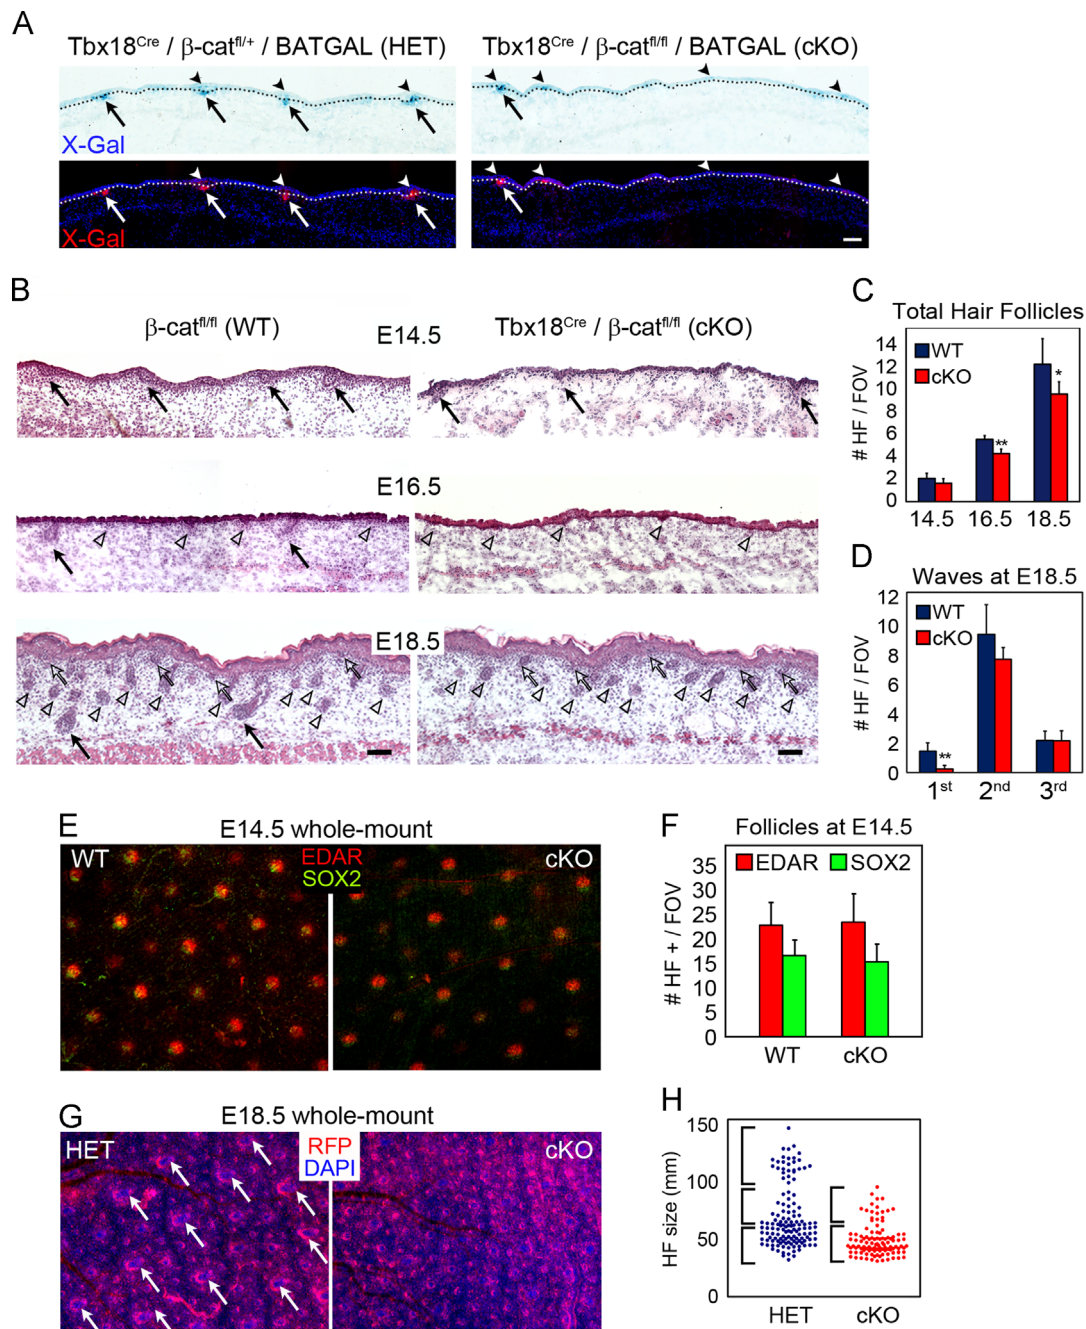 A
Tbx18Cre / β-catfl/+ / BATGAL (HET)
Tbx18Cre / β-catfl/fl / BATGAL (cKO)
X-Gal
X-Gal
B
β-catfl/fl (WT)
Tbx18Cre / β-catfl/fl (cKO)
E14.5
E16.5
E18.5
C
Total Hair Follicles
# HF / FOV
14
12
10
8
6
4
2
0
WT
cKO
**
*
14.5 16.5 18.5
D
Waves at E18.5
# HF / FOV
12
10
8
6
4
2
0
WT
cKO
**
1st 2nd 3rd
E
E14.5 whole-mount
WT
EDAR
SOX2
cKO
F
Follicles at E14.5
# HF + / FOV
35
30
25
20
15
10
5
0
EDAR SOX2
WT cKO
G
E18.5 whole-mount
HET
RFP
DAPI
cKO
H
HF size (mm)
150
100
50
0
HET cKO